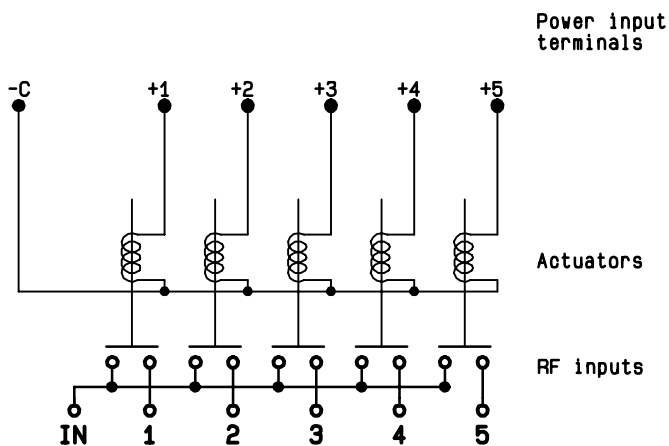 Power input
terminals
-C +1 +2 +3 +4 +5
Actuators
RF inputs
IN 1 2 3 4 5